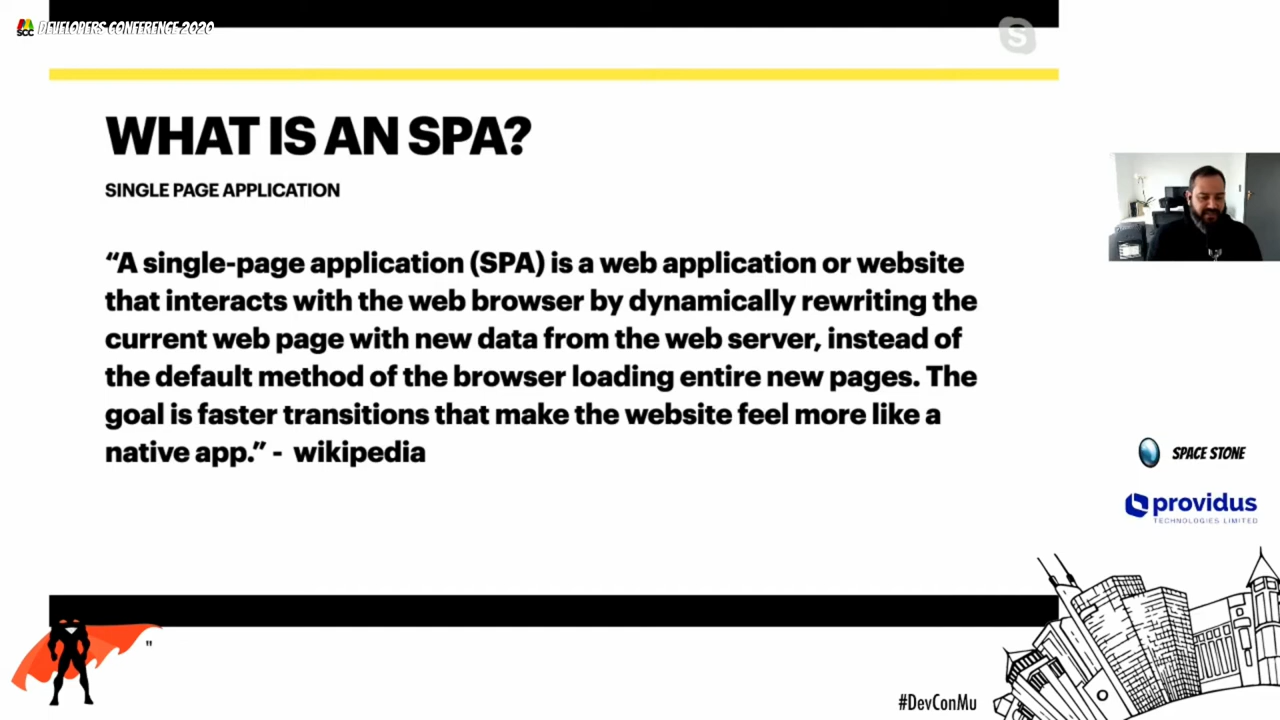 MSCC DEVELOPERS CONFERENCE 2020
WHAT IS AN SPA?
SINGLE PAGE APPLICATION
“A single-page application (SPA) is a web application or website
that interacts with the web browser by dynamically rewriting the
current web page with new data from the web server, instead of
the default method of the browser loading entire new pages. The
goal is faster transitions that make the website feel more like a
native app.” - wikipedia
SPACE STONE
providus
TECHNOLOGIES LIMITED
"
#DevConMu